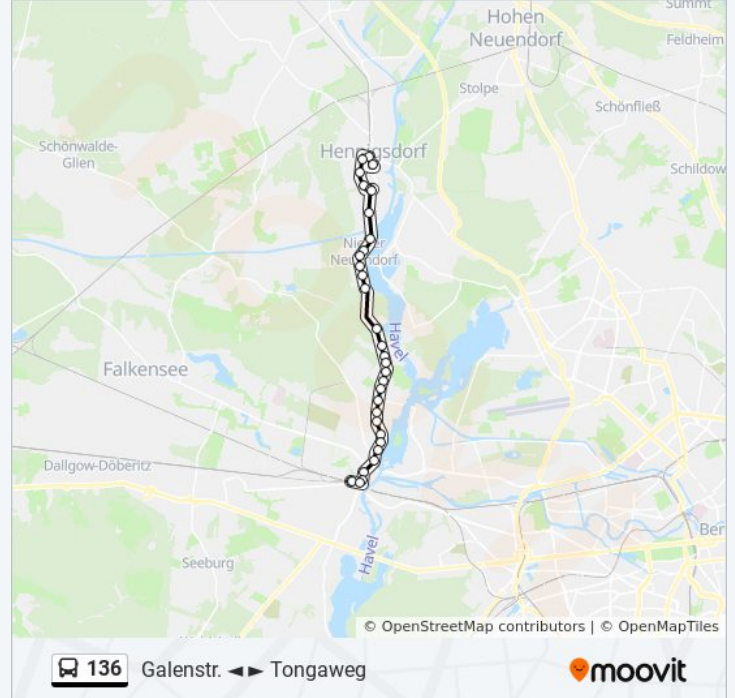 Summt
Hohen
Neuendorf
Feldheim
Stolpe
Schönfließ
Schönwalde-
Glien
Hennigsdorf
Schildow
Nieder
Neuendorf
Havel
Falkensee
Dallgow-Döberitz
Ber
Havel
Seeburg
© OpenStreetMap contributors | © OpenMapTiles
136 Galenstr. ◄ ► Tongaweg moovit